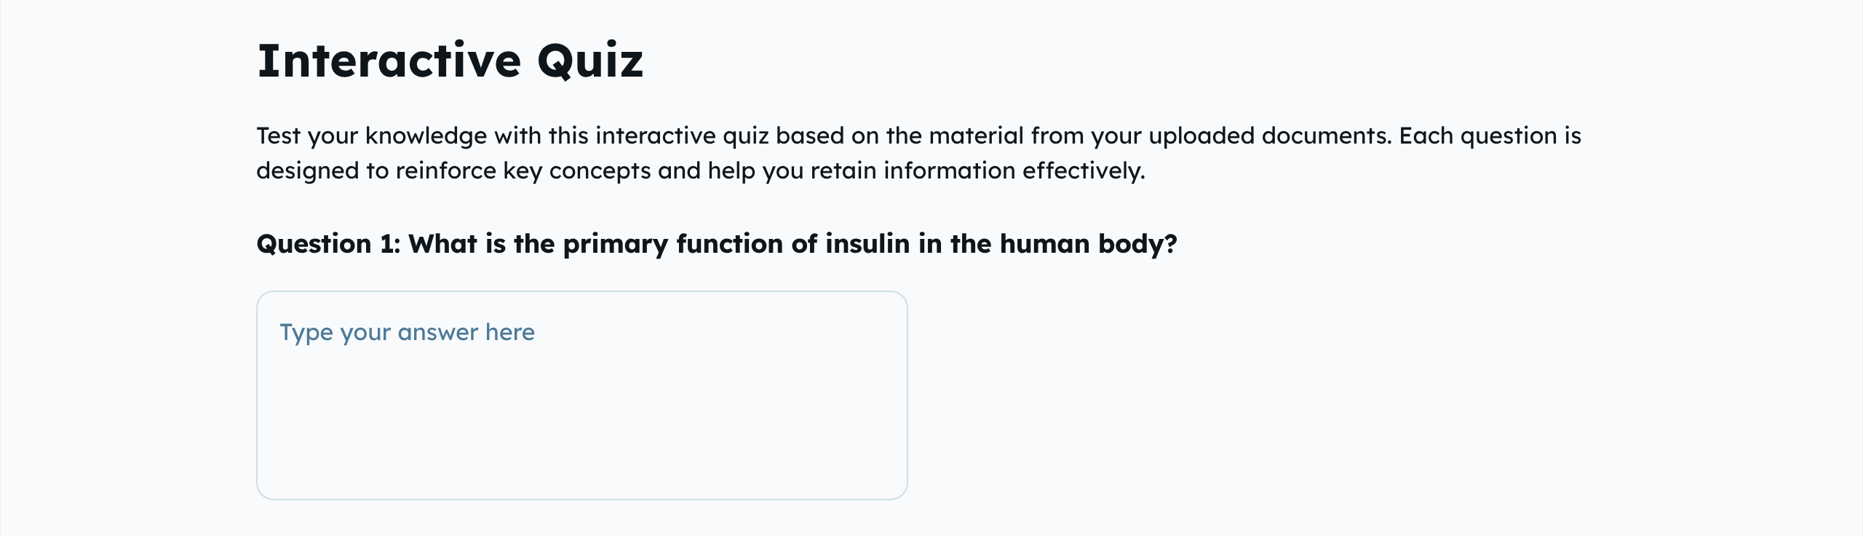 Interactive Quiz
Test your knowledge with this interactive quiz based on the material from your uploaded documents. Each question is
designed to reinforce key concepts and help you retain information effectively.
Question 1: What is the primary function of insulin in the human body?
Type your answer here